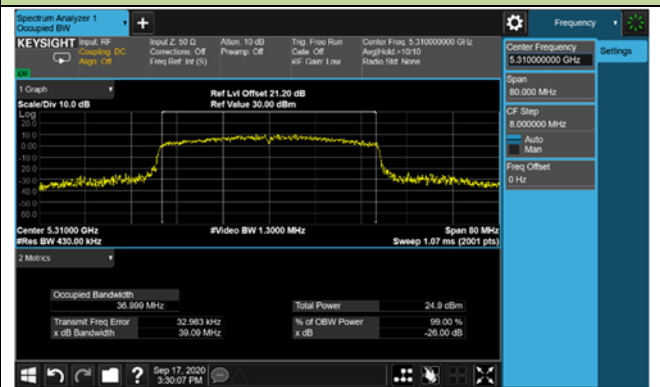 Spectrum Analyzer 1
Occupied BW
Frequency
KEYSIGHT
Input: RF
Coupling: DC
Align: Off
Input Z: 50 Ω
Corrections: Off
Freq Ref: Int (S)
Atten: 10 dB
Preamp: Off
Trig: Free Run
Gate: Off
#IF Gain: Low
Center Freq: 5.310000000 GHz
Avg|Hold:>10/10
Radio Std: None
Center Frequency
5.310000000 GHz
Settings
Span
80.000 MHz
CF Step
8.000000 MHz
Auto
Man
Freq Offset
0 Hz
1 Graph
Scale/Div 10.0 dB
Ref Lvl Offset 21.20 dB
Ref Value 30.00 dBm
Log
20.0
10.0
0.00
-10.0
-20.0
-30.0
-40.0
-50.0
-60.0
Center 5.31000 GHz
#Res BW 430.00 kHz
#Video BW 1.3000 MHz
Span 80 MHz
Sweep 1.07 ms (2001 pts)
2 Metrics
Occupied Bandwidth
36.999 MHz
Total Power 24.9 dBm
Transmit Freq Error 32.983 kHz
% of OBW Power 99.00 %
x dB Bandwidth 39.09 MHz
x dB -26.00 dB
Sep 17, 2020
3:30:07 PM